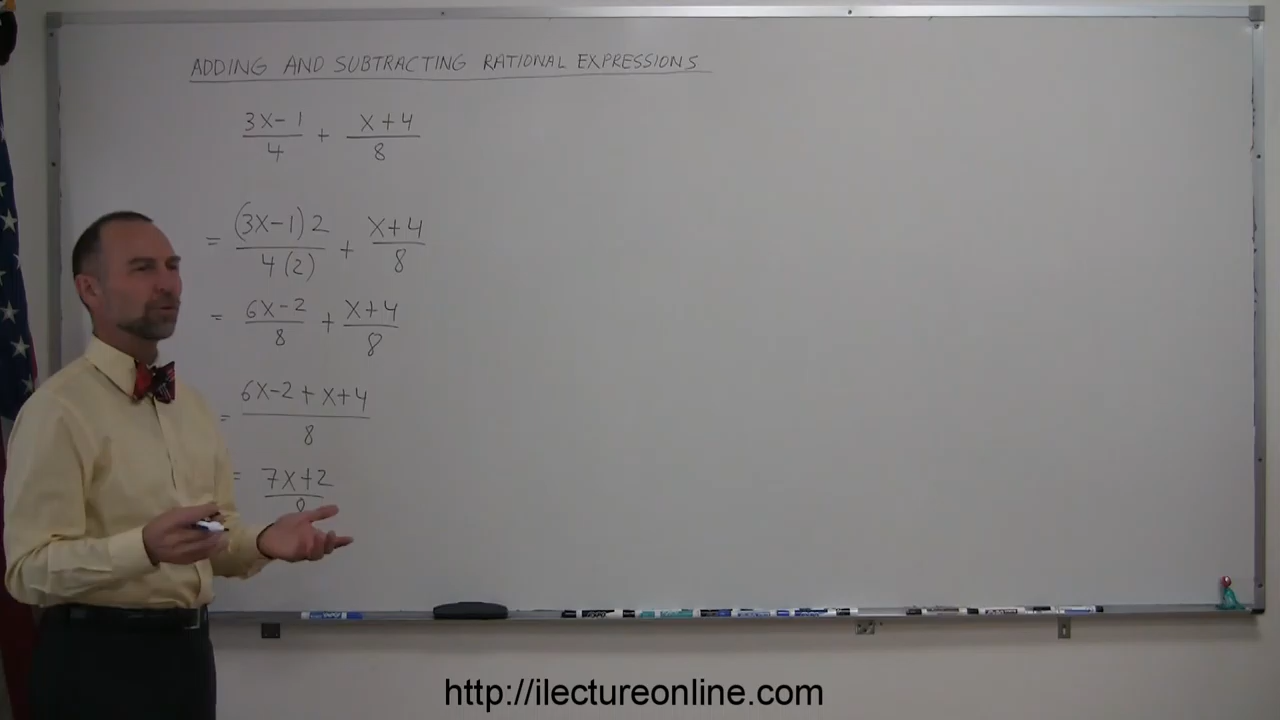 ADDING AND SUBTRACTING RATIONAL EXPRESSIONS
3x-1/4 + x+4/8
= (3x-1)2/4(2) + x+4/8
= 6x-2/8 + x+4/8
= 6x-2+x+4/8
= 7x+2/8
http://ilectureonline.com